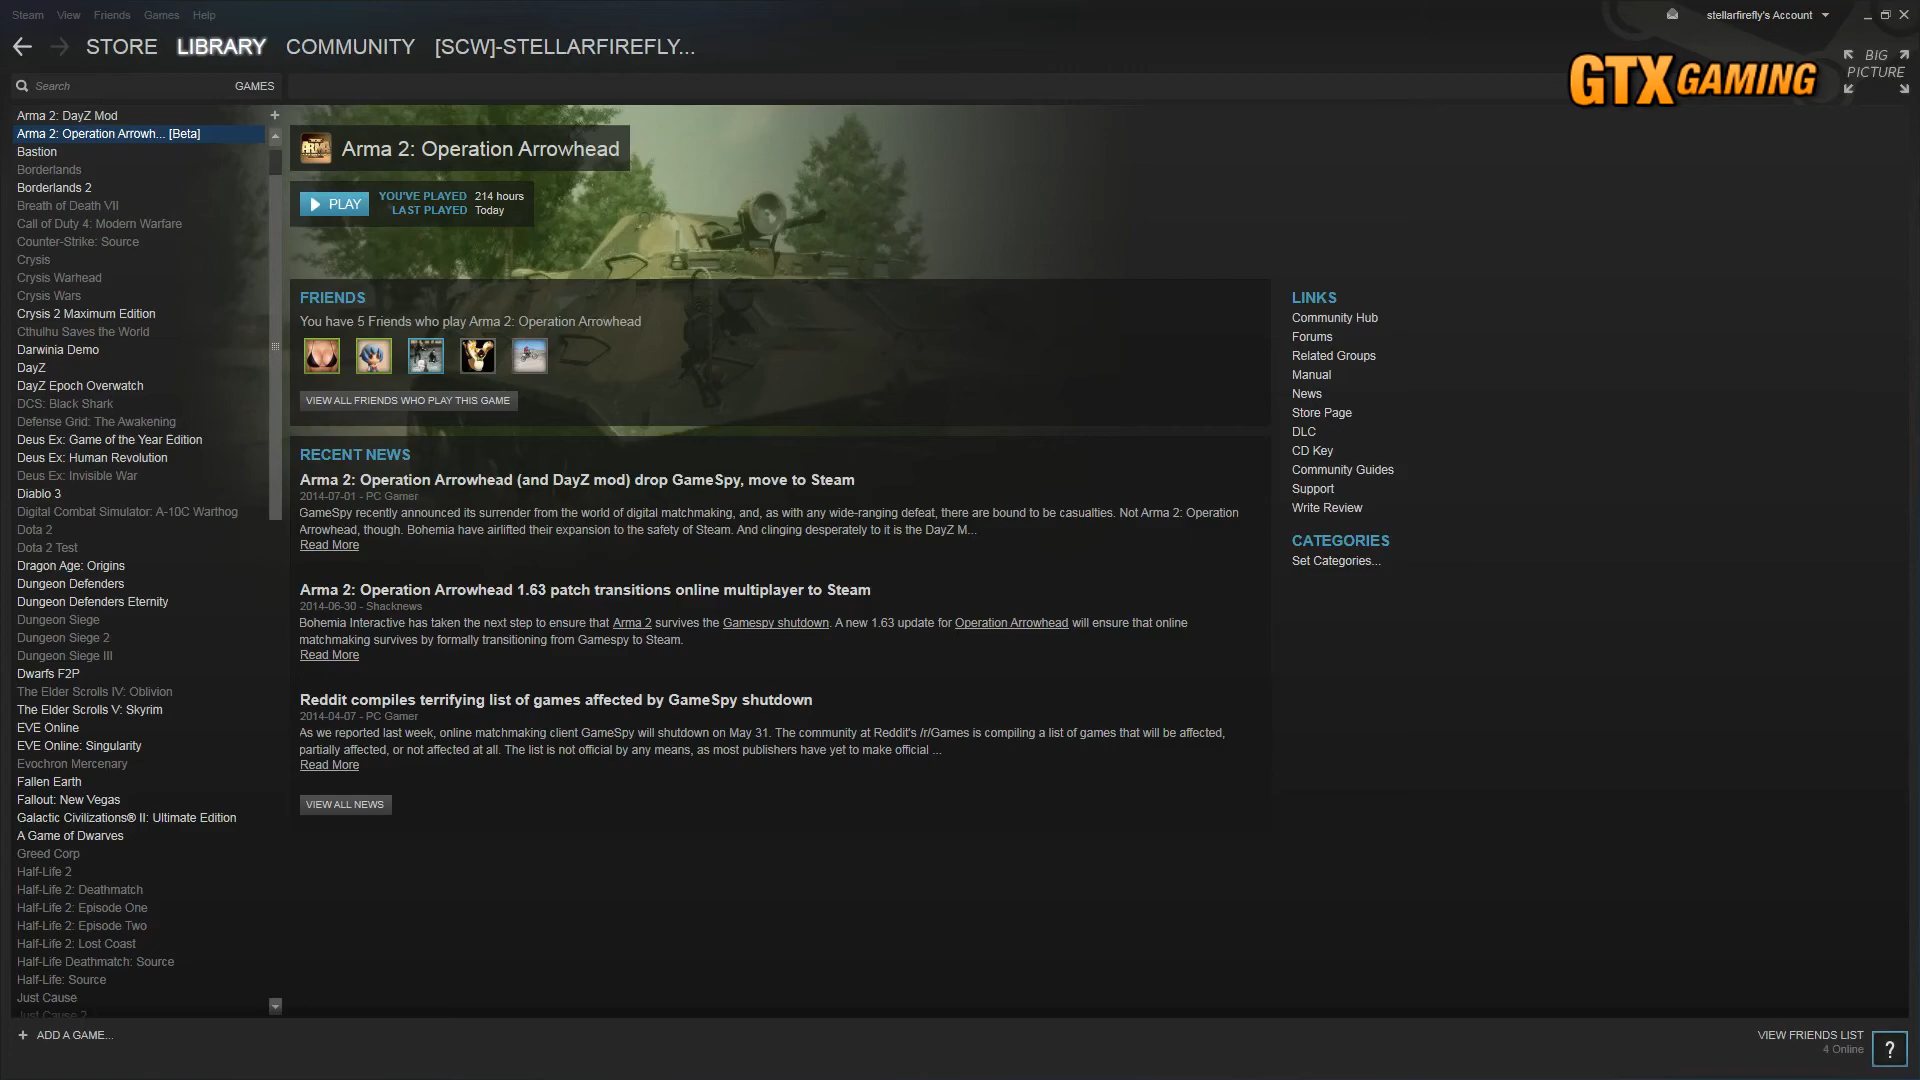 Steam View Friends Games Help
stellarfirefly's Account
STORE LIBRARY COMMUNITY [SCW]-STELLARFIREFLY...
BIG PICTURE
GTXGAMING
Search GAMES
Arma 2: DayZ Mod
Arma 2: Operation Arrowh... [Beta]
Bastion
Borderlands
Borderlands 2
Breath of Death VII
Call of Duty 4: Modern Warfare
Counter-Strike: Source
Crysis
Crysis Warhead
Crysis Wars
Crysis 2 Maximum Edition
Cthulhu Saves the World
Darwinia Demo
DayZ
DayZ Epoch Overwatch
DCS: Black Shark
Defense Grid: The Awakening
Deus Ex: Game of the Year Edition
Deus Ex: Human Revolution
Deus Ex: Invisible War
Diablo 3
Digital Combat Simulator: A-10C Warthog
Dota 2
Dota 2 Test
Dragon Age: Origins
Dungeon Defenders
Dungeon Defenders Eternity
Dungeon Siege
Dungeon Siege 2
Dungeon Siege III
Dwarfs F2P
The Elder Scrolls IV: Oblivion
The Elder Scrolls V: Skyrim
EVE Online
EVE Online: Singularity
Evochron Mercenary
Fallen Earth
Fallout: New Vegas
Galactic Civilizations® II: Ultimate Edition
A Game of Dwarves
Greed Corp
Half-Life 2
Half-Life 2: Deathmatch
Half-Life 2: Episode One
Half-Life 2: Episode Two
Half-Life 2: Lost Coast
Half-Life Deathmatch: Source
Half-Life: Source
Just Cause
Just Cause 2
+ ADD A GAME...
Arma 2: Operation Arrowhead
PLAY
YOU'VE PLAYED 214 hours
LAST PLAYED Today
FRIENDS
You have 5 Friends who play Arma 2: Operation Arrowhead
VIEW ALL FRIENDS WHO PLAY THIS GAME
RECENT NEWS
Arma 2: Operation Arrowhead (and DayZ mod) drop GameSpy, move to Steam
2014-07-01 - PC Gamer
GameSpy recently announced its surrender from the world of digital matchmaking, and, as with any wide-ranging defeat, there are bound to be casualties. Not Arma 2: Operation
Arrowhead, though. Bohemia have airlifted their expansion to the safety of Steam. And clinging desperately to it is the DayZ M...
Read More
Arma 2: Operation Arrowhead 1.63 patch transitions online multiplayer to Steam
2014-06-30 - Shacknews
Bohemia Interactive has taken the next step to ensure that Arma 2 survives the Gamespy shutdown. A new 1.63 update for Operation Arrowhead will ensure that online
matchmaking survives by formally transitioning from Gamespy to Steam.
Read More
Reddit compiles terrifying list of games affected by GameSpy shutdown
2014-04-07 - PC Gamer
As we reported last week, online matchmaking client GameSpy will shutdown on May 31. The community at Reddit's /r/Games is compiling a list of games that will be affected,
partially affected, or not affected at all. The list is not official by any means, as most publishers have yet to make official ...
Read More
VIEW ALL NEWS
LINKS
Community Hub
Forums
Related Groups
Manual
News
Store Page
DLC
CD Key
Community Guides
Support
Write Review
CATEGORIES
Set Categories...
VIEW FRIENDS LIST
4 Online
?